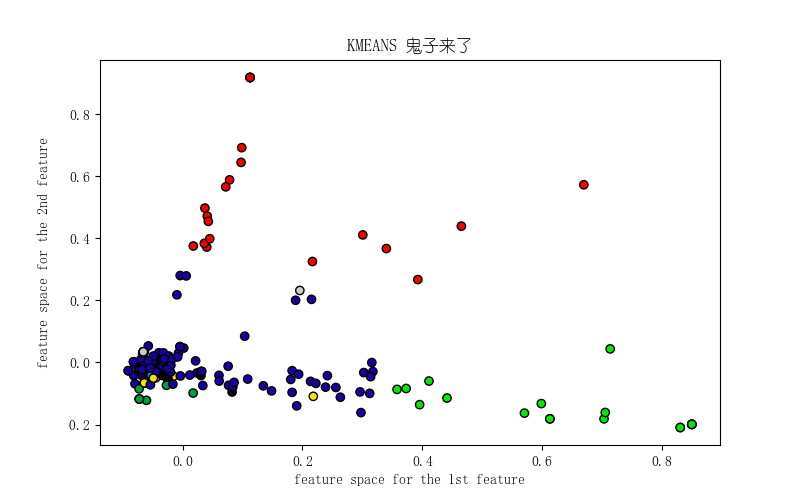 KMEANS 鬼子来了
feature space for the 2nd feature
0.8
0.6
0.4
0.2
0.0
0.2
0.0 0.2 0.4 0.6 0.8
feature space for the 1st feature